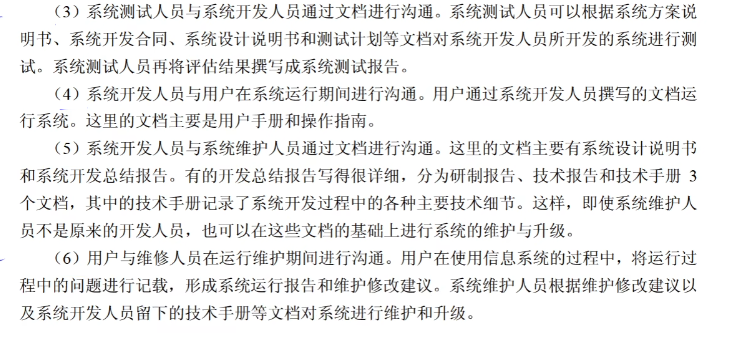 （3）系统测试人员与系统开发人员通过文档进行沟通。系统测试人员可以根据系统方案说
明书、系统开发合同、系统设计说明书和测试计划等文档对系统开发人员所开发的系统进行测
试。系统测试人员再将评估结果撰写成系统测试报告。
（4）系统开发人员与用户在系统运行期间进行沟通。用户通过系统开发人员撰写的文档运
行系统。这里的文档主要是用户手册和操作指南。
（5）系统开发人员与系统维护人员通过文档进行沟通。这里的文档主要有系统设计说明书
和系统开发总结报告。有的开发总结报告写得很详细，分为研制报告、技术报告和技术手册 3
个文档，其中的技术手册记录了系统开发过程中的各种主要技术细节。这样，即使系统维护人
员不是原来的开发人员，也可以在这些文档的基础上进行系统的维护与升级。
（6）用户与维修人员在运行维护期间进行沟通。用户在使用信息系统的过程中，将运行过
程中的问题进行记载，形成系统运行报告和维护修改建议。系统维护人员根据维护修改建议以
及系统开发人员留下的技术手册等文档对系统进行维护和升级。